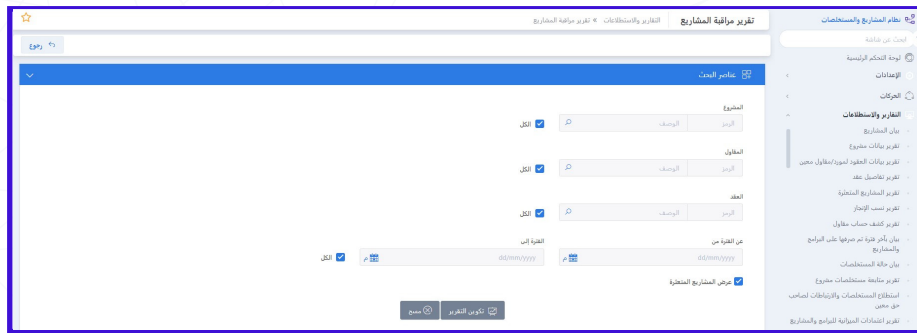 نظام المشاريع والمستخلصات
ابحث عن شاشة
لوحة التحكم الرئيسية
الإعدادات
الحركات
التقارير والاستطلاعات
بيان المشاريع
تقرير بيانات مشروع
تقرير بيانات العقود لمورد/مقاول معين
تقرير تفاصيل عقد
تقرير المشاريع المتعثرة
تقرير نسب الإنجاز
تقرير كشف حساب مقاول
بيان بآخر فترة تم صرفها على البرامج
والمشاريع
بيان حالة المستخلصات
تقرير متابعة مستخلصات مشروع
استطلاع المستخلصات والارتباطات لصاحب
حق معين
تقرير اعتمادات الميزانية للبرامج والمشاريع
تقرير مراقبة المشاريع التقارير والاستطلاعات » تقرير مراقبة المشاريع
رجوع
عناصر البحث
المشروع
الرمز الوصف الكل
المقاول
الرمز الوصف الكل
العقد
الرمز الوصف الكل
عن الفترة من الفترة إلى
dd/mm/yyyy م dd/mm/yyyy م الكل
عرض المشاريع المتعثرة
تكوين التقرير مسح